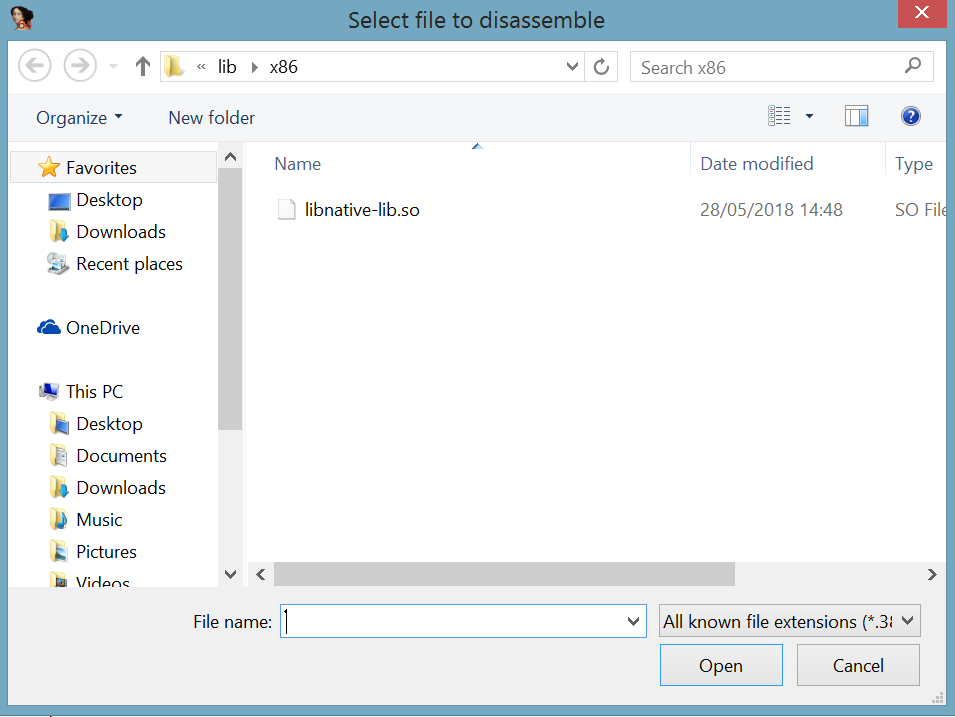 Select file to disassemble
« lib x86
Search x86
Organize New folder
Name Date modified Type
libnative-lib.so 28/05/2018 14:48 SO File
Favorites
Desktop
Downloads
Recent places
OneDrive
This PC
Desktop
Documents
Downloads
Music
Pictures
Videos
File name: All known file extensions (*.38
Open Cancel